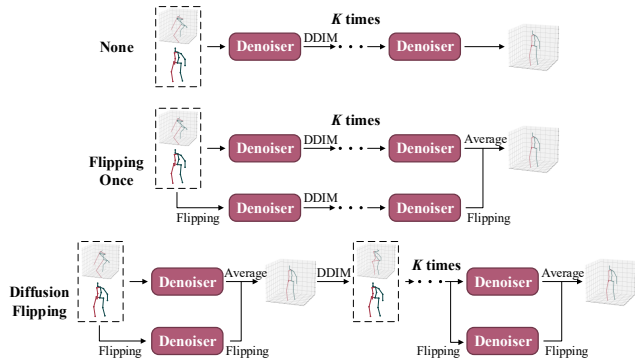 K times
None
Denoiser
DDIM
Denoiser
K times
Flipping
Once
Denoiser
DDIM
Denoiser
Average
Flipping
Denoiser
DDIM
Denoiser
Flipping
Diffusion
Flipping
Denoiser
Average
DDIM
K times
Denoiser
Average
Flipping
Denoiser
Flipping
Flipping
Denoiser
Flipping